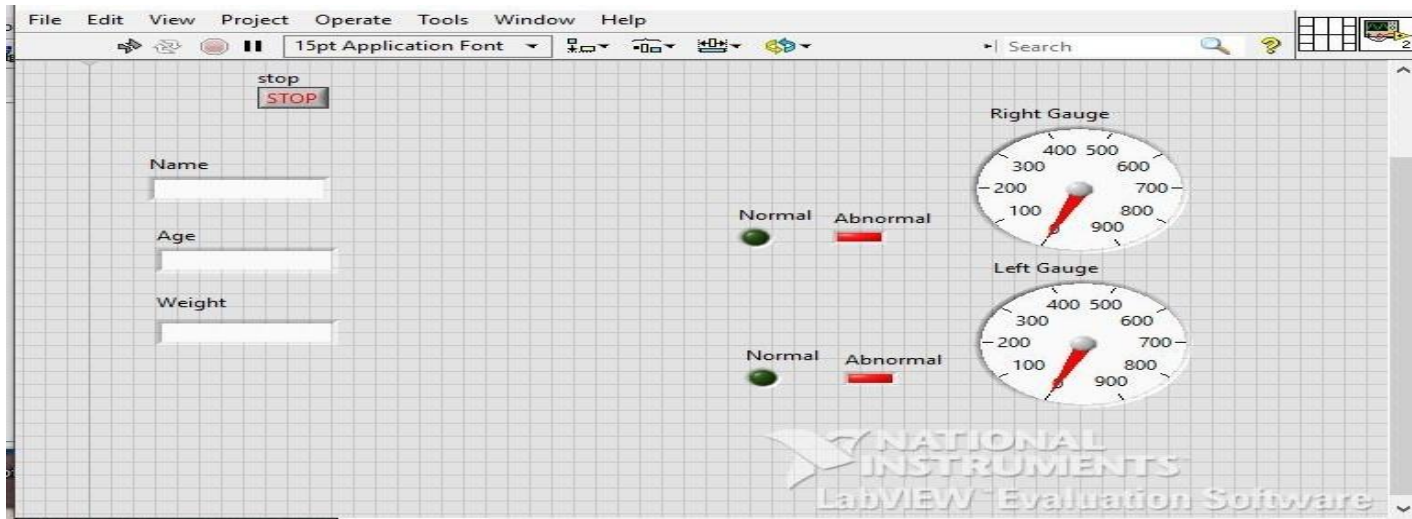 File Edit View Project Operate Tools Window Help
15pt Application Font
Search
2
stop
STOP
Name
Age
Weight
Normal Abnormal
Right Gauge
0 100 200 300 400 500 600 700 800 900
Normal Abnormal
Left Gauge
0 100 200 300 400 500 600 700 800 900
NATIONAL
INSTRUMENTS
LabVIEW Evaluation Software